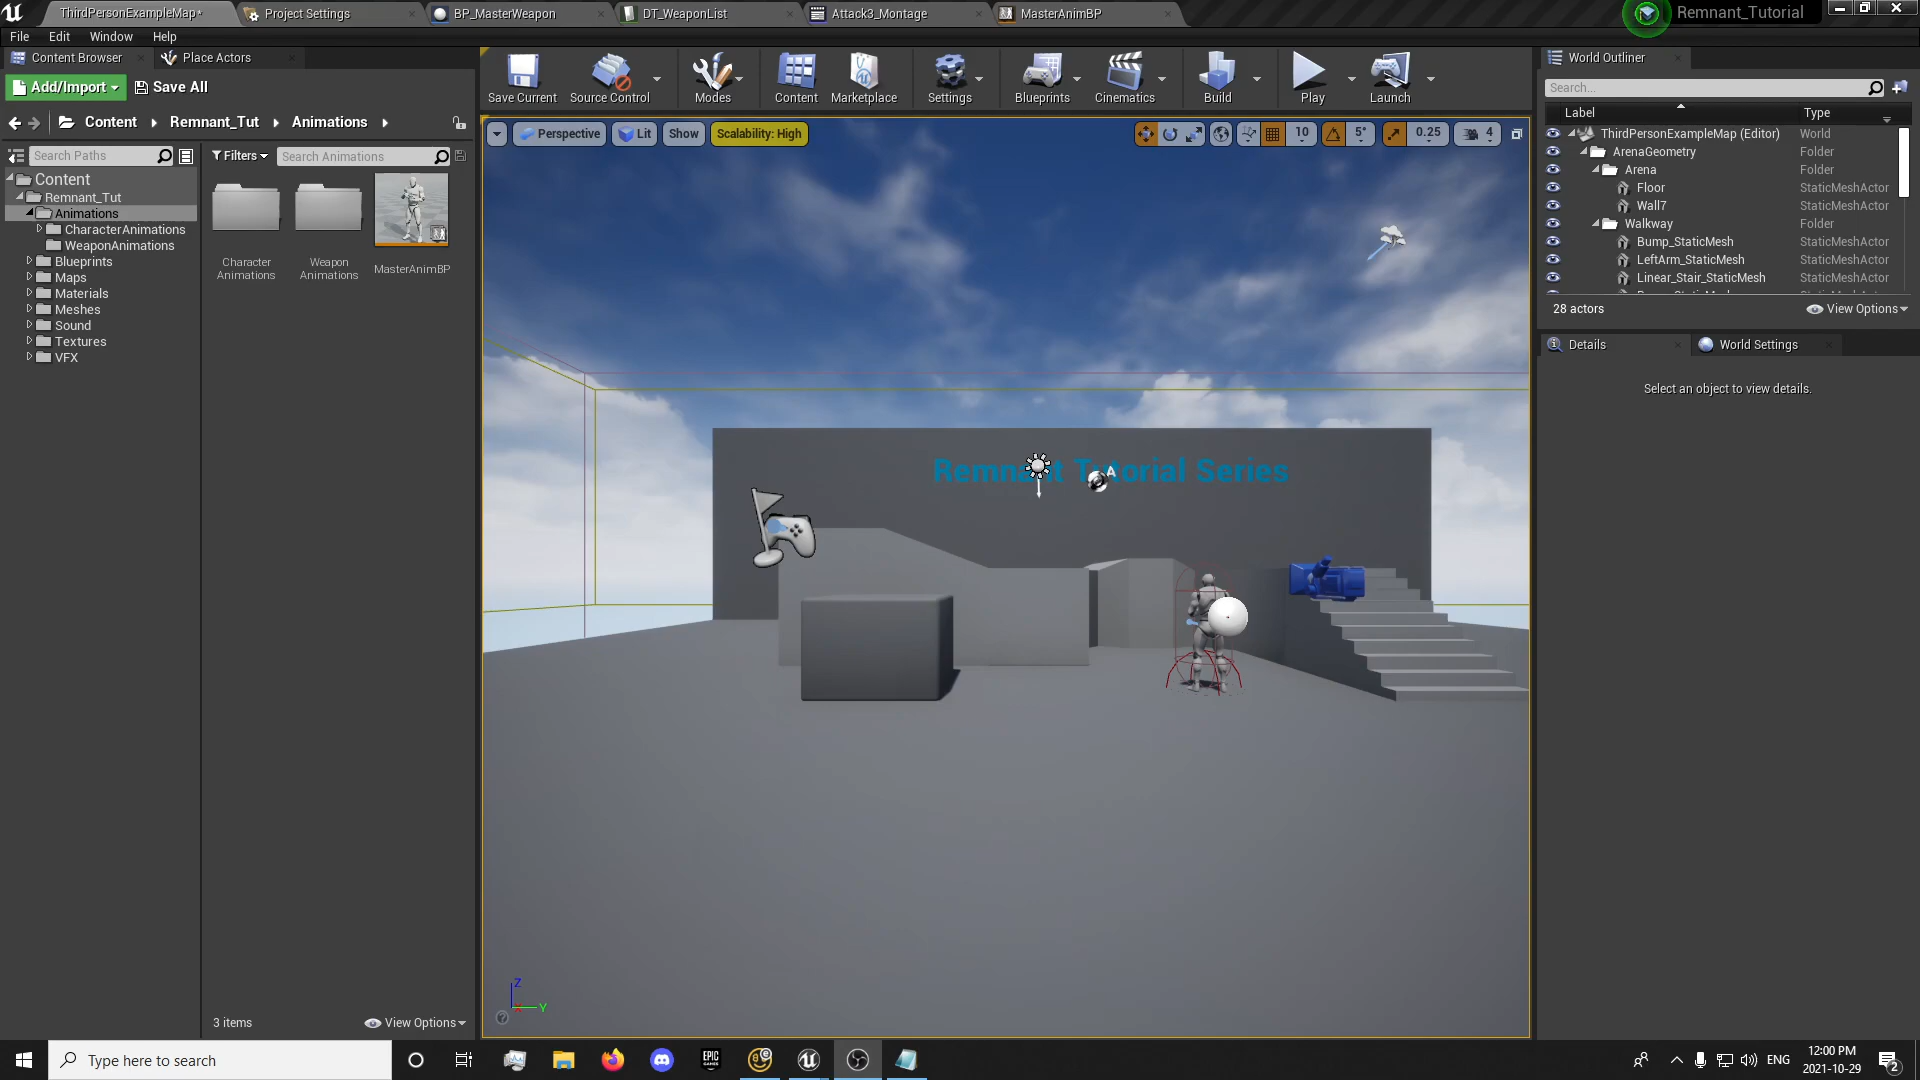 ThirdPersonExampleMap*
Project Settings
BP_MasterWeapon
DT_WeaponList
Attack3_Montage
MasterAnimBP
Remnant_Tutorial
File Edit Window Help
Content Browser
Place Actors
World Outliner
Add/Import
Save All
Save Current
Source Control
Modes
Content
Marketplace
Settings
Blueprints
Cinematics
Build
Play
Launch
Search...
Label
Type
Content
Remnant_Tut
Animations
Search Paths
Filters
Search Animations
Content
Remnant_Tut
Animations
CharacterAnimations
WeaponAnimations
Blueprints
Maps
Materials
Meshes
Sound
Textures
VFX
Character
Animations
Weapon
Animations
MasterAnimBP
Perspective
Lit
Show
Scalability: High
10
5°
0.25
4
Remnant Tutorial Series
A
Z
X
Y
ThirdPersonExampleMap (Editor) World
ArenaGeometry Folder
Arena Folder
Floor StaticMeshActor
Wall7 StaticMeshActor
Walkway Folder
Bump_StaticMesh StaticMeshActor
LeftArm_StaticMesh StaticMeshActor
Linear_Stair_StaticMesh StaticMeshActor
28 actors
View Options
Details
World Settings
Select an object to view details.
3 items
View Options
Type here to search
EPIC
GAMES
ENG
12:00 PM
2021-10-29
2